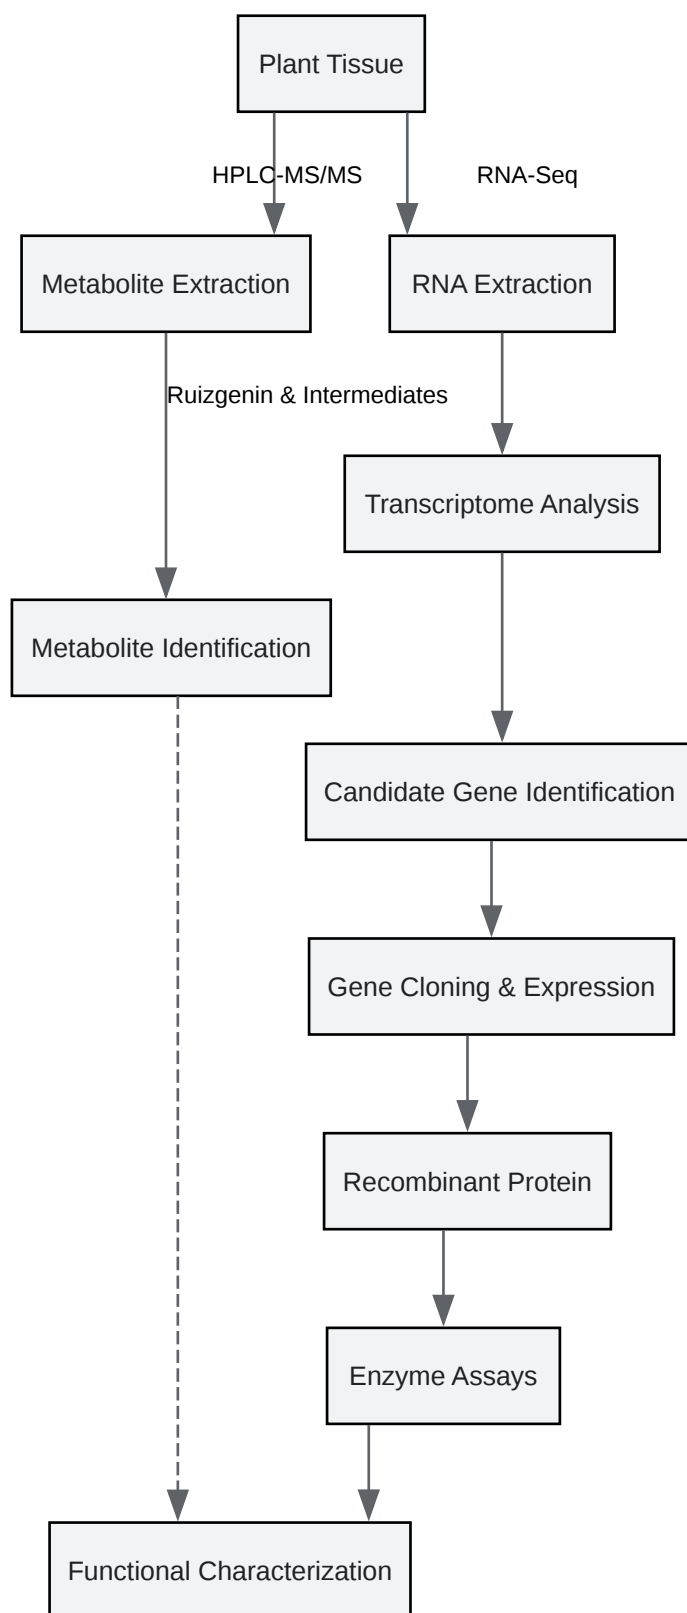 Plant Tissue
HPLC-MS/MS
RNA-Seq
Metabolite Extraction
RNA Extraction
Ruizgenin & Intermediates
Transcriptome Analysis
Metabolite Identification
Candidate Gene Identification
Gene Cloning & Expression
Recombinant Protein
Enzyme Assays
Functional Characterization